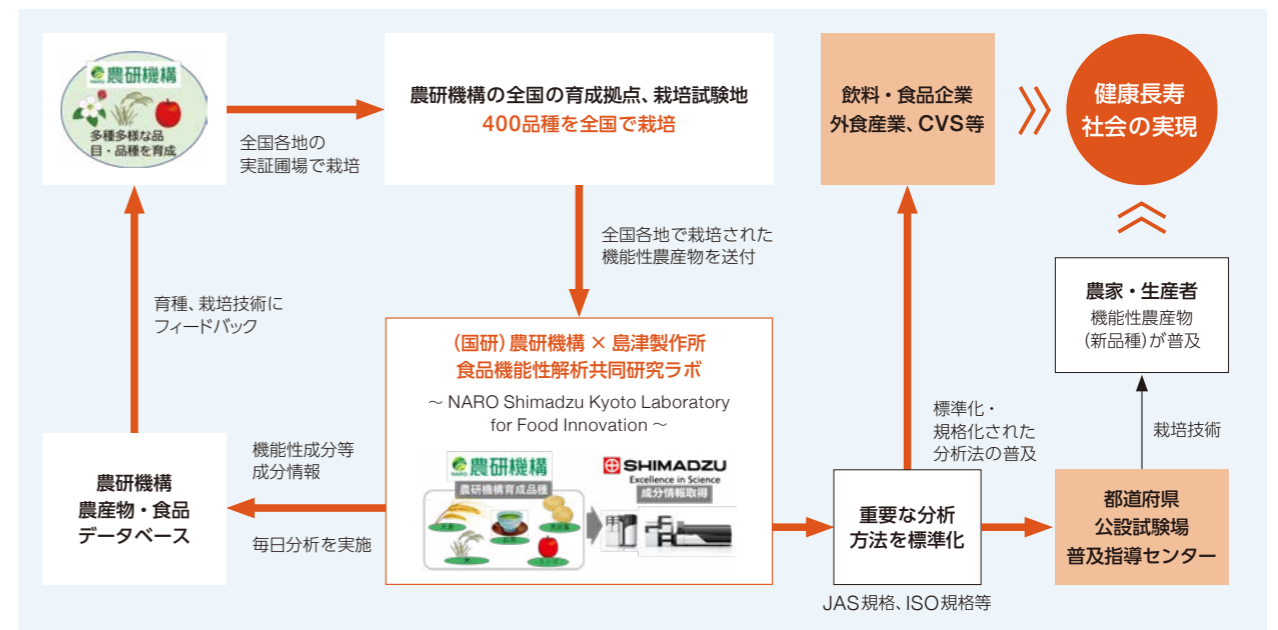 農研機構
多種多様な品
目・品種を育成
全国各地の
実証圃場で栽培
農研機構の全国の育成拠点、栽培試験地
400品種を全国で栽培
飲料・食品企業
外食産業、CVS等
健康長寿
社会の実現
全国各地で栽培された
機能性農産物を送付
育種、栽培技術に
フィードバック
農家・生産者
機能性農産物
(新品種)が普及
(国研)農研機構 × 島津製作所
食品機能性解析共同研究ラボ
～ NARO Shimadzu Kyoto Laboratory
for Food Innovation ～
標準化・
規格化された
分析法の普及
栽培技術
機能性成分等
成分情報
毎日分析を実施
農研機構
農産物・食品
データベース
NARO 農研機構
農研機構育成品種
SHIMADZU
Excellence in Science
成分情報取得
重要な分析
方法を標準化
JAS規格、ISO規格等
都道府県
公設試験場
普及指導センター